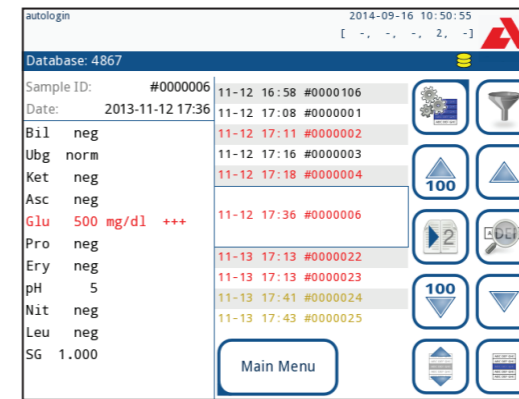 autologin
2014-09-16 10:50:55
[ -, -, -, 2, -]
Database: 4867
Sample ID: #0000006
Date: 2013-11-12 17:36
Bil neg
Ubg norm
Ket neg
Asc neg
Glu 500 mg/dl +++
Pro neg
Ery neg
pH 5
Nit neg
Leu neg
SG 1.000
11-12 16:58 #0000106
11-12 17:08 #0000001
11-12 17:11 #0000002
11-12 17:16 #0000003
11-12 17:18 #0000004
11-12 17:36 #0000006
11-13 17:13 #0000022
11-13 17:13 #0000023
11-13 17:41 #0000024
11-13 17:43 #0000025
Main Menu
100
2
100